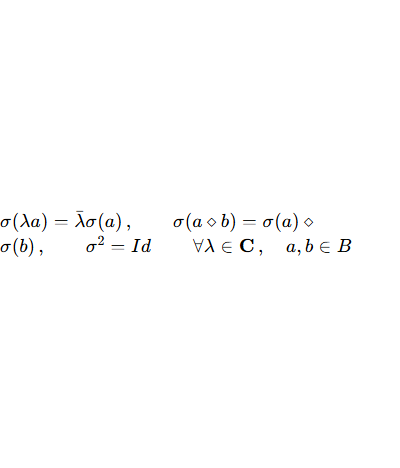 σ(λa) = λ̄σ(a) , σ(a ⋄ b) = σ(a) ⋄
σ(b) , σ² = Id ∀λ ∈ C , a, b ∈ B